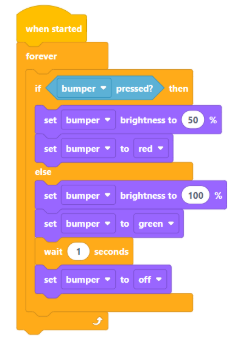 when started
forever
if bumper pressed? then
set bumper brightness to 50 %
set bumper to red
else
set bumper brightness to 100 %
set bumper to green
wait 1 seconds
set bumper to off